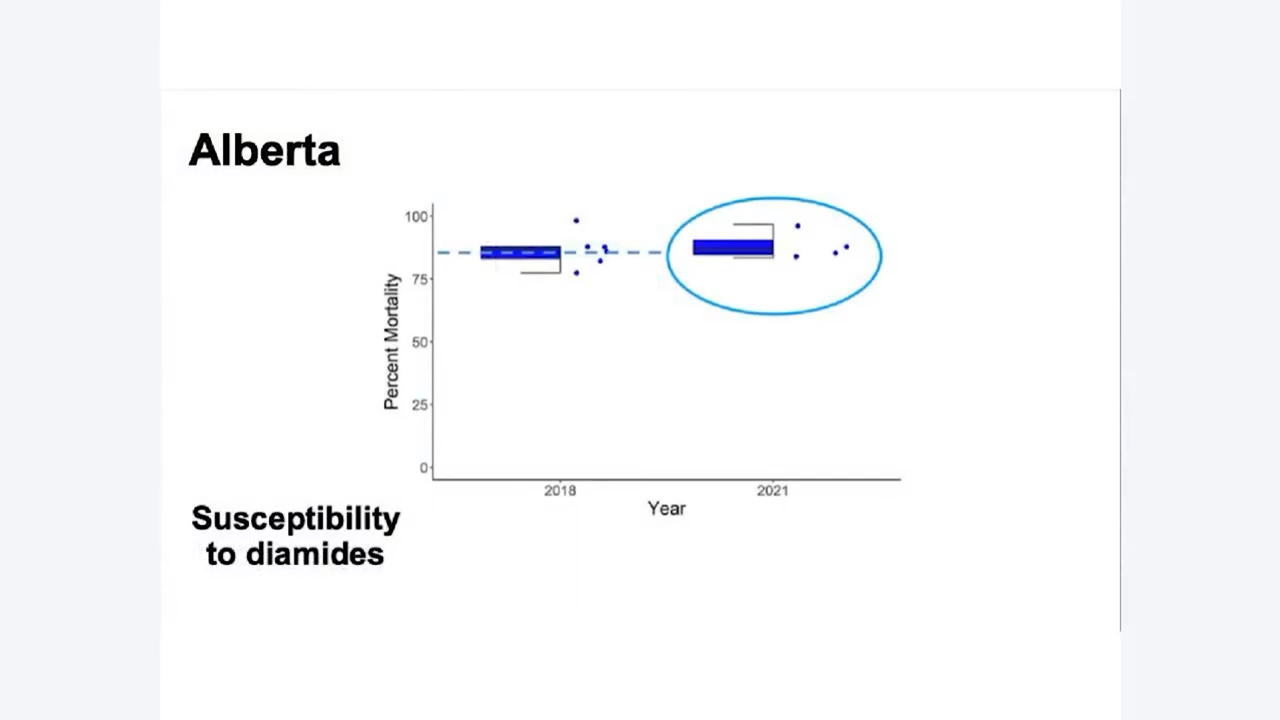 Alberta
100
75
50
25
0
Percent Mortality
2018
2021
Year
Susceptibility
to diamides